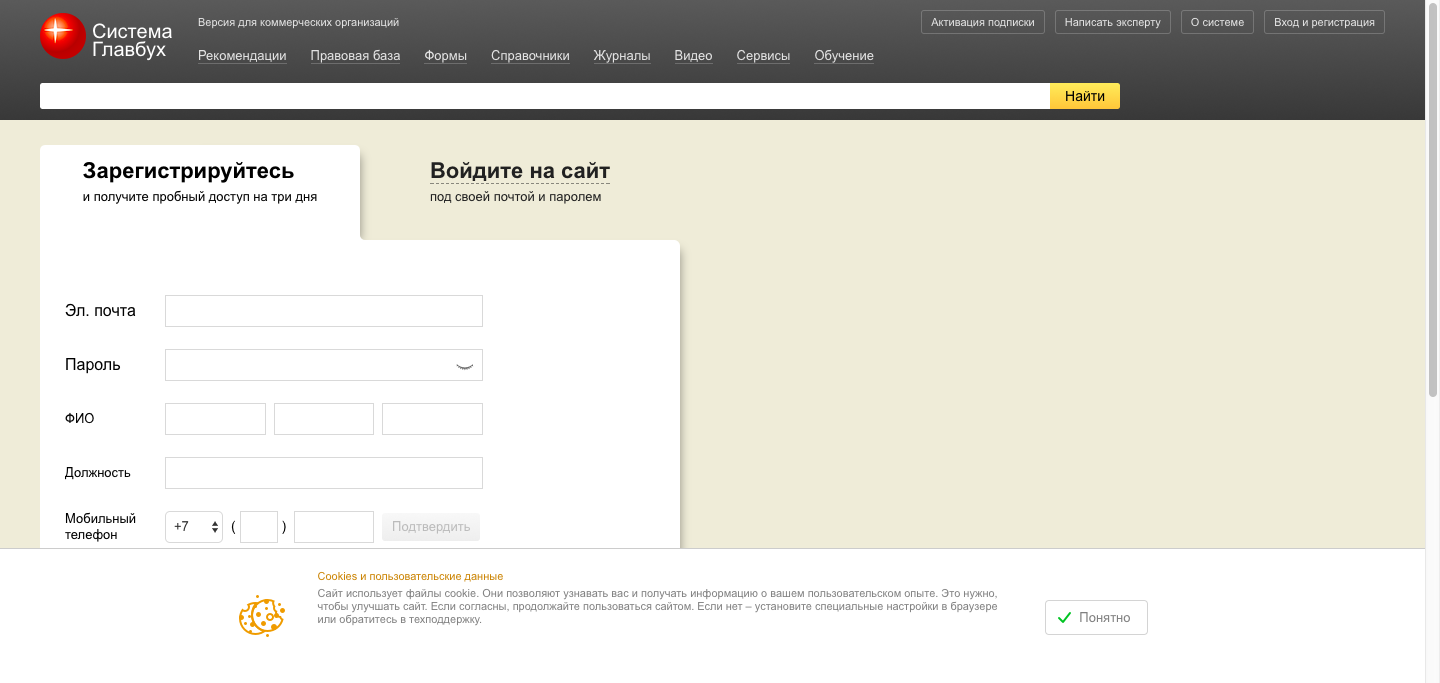 Система
Главбух
Версия для коммерческих организаций
Активация подписки
Написать эксперту
О системе
Вход и регистрация
Рекомендации
Правовая база
Формы
Справочники
Журналы
Видео
Сервисы
Обучение
Найти
Зарегистрируйтесь
и получите пробный доступ на три дня
Войдите на сайт
под своей почтой и паролем
Эл. почта
Пароль
ФИО
Должность
Мобильный
телефон
+7
( )
Подтвердить
Cookies и пользовательские данные
Сайт использует файлы cookie. Они позволяют узнавать вас и получать информацию о вашем пользовательском опыте. Это нужно,
чтобы улучшать сайт. Если согласны, продолжайте пользоваться сайтом. Если нет – установите специальные настройки в браузере
или обратитесь в техподдержку.
Понятно